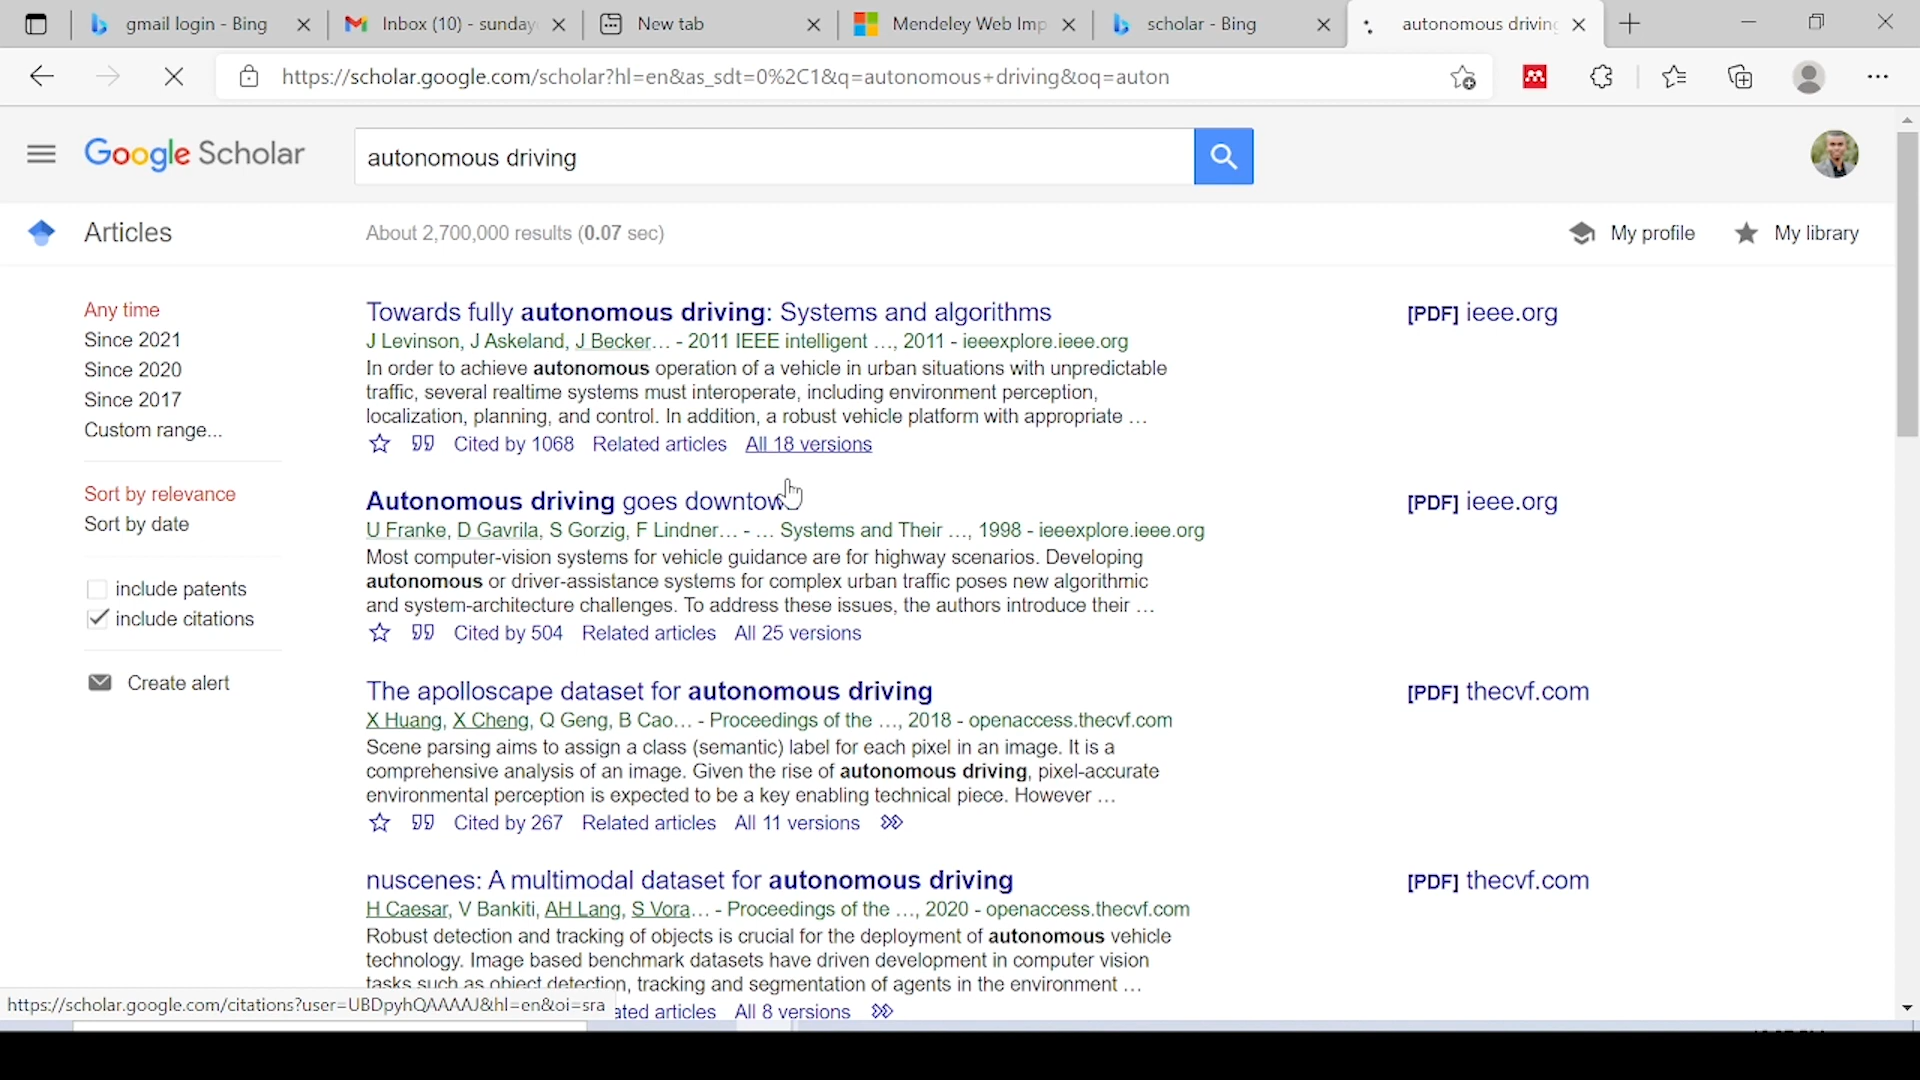 gmail login - Bing
Inbox (10) - sunday
New tab
Mendeley Web Imp
scholar - Bing
autonomous driving
https://scholar.google.com/scholar?hl=en&as_sdt=0%2C1&q=autonomous+driving&oq=auton
Google Scholar
autonomous driving
Articles
About 2,700,000 results (0.07 sec)
My profile
My library
Any time
Since 2021
Since 2020
Since 2017
Custom range...
Sort by relevance
Sort by date
include patents
include citations
Create alert
Towards fully autonomous driving: Systems and algorithms
[PDF] ieee.org
J Levinson, J Askeland, J Becker... - 2011 IEEE intelligent ..., 2011 - ieeexplore.ieee.org
In order to achieve autonomous operation of a vehicle in urban situations with unpredictable
traffic, several realtime systems must interoperate, including environment perception,
localization, planning, and control. In addition, a robust vehicle platform with appropriate ...
Cited by 1068 Related articles All 18 versions
Autonomous driving goes downtow
[PDF] ieee.org
U Franke, D Gavrila, S Gorzig, F Lindner... - ... Systems and Their ..., 1998 - ieeexplore.ieee.org
Most computer-vision systems for vehicle guidance are for highway scenarios. Developing
autonomous or driver-assistance systems for complex urban traffic poses new algorithmic
and system-architecture challenges. To address these issues, the authors introduce their ...
Cited by 504 Related articles All 25 versions
The apolloscape dataset for autonomous driving
[PDF] thecvf.com
X Huang, X Cheng, Q Geng, B Cao... - Proceedings of the ..., 2018 - openaccess.thecvf.com
Scene parsing aims to assign a class (semantic) label for each pixel in an image. It is a
comprehensive analysis of an image. Given the rise of autonomous driving, pixel-accurate
environmental perception is expected to be a key enabling technical piece. However ...
Cited by 267 Related articles All 11 versions
nuscenes: A multimodal dataset for autonomous driving
[PDF] thecvf.com
H Caesar, V Bankiti, AH Lang, S Vora... - Proceedings of the ..., 2020 - openaccess.thecvf.com
Robust detection and tracking of objects is crucial for the deployment of autonomous vehicle
technology. Image based benchmark datasets have driven development in computer vision
tasks such as object detection, tracking and segmentation of agents in the environment ...
ated articles All 8 versions
https://scholar.google.com/citations?user=UBDpyhQAAAAJ&hl=en&oi=sra